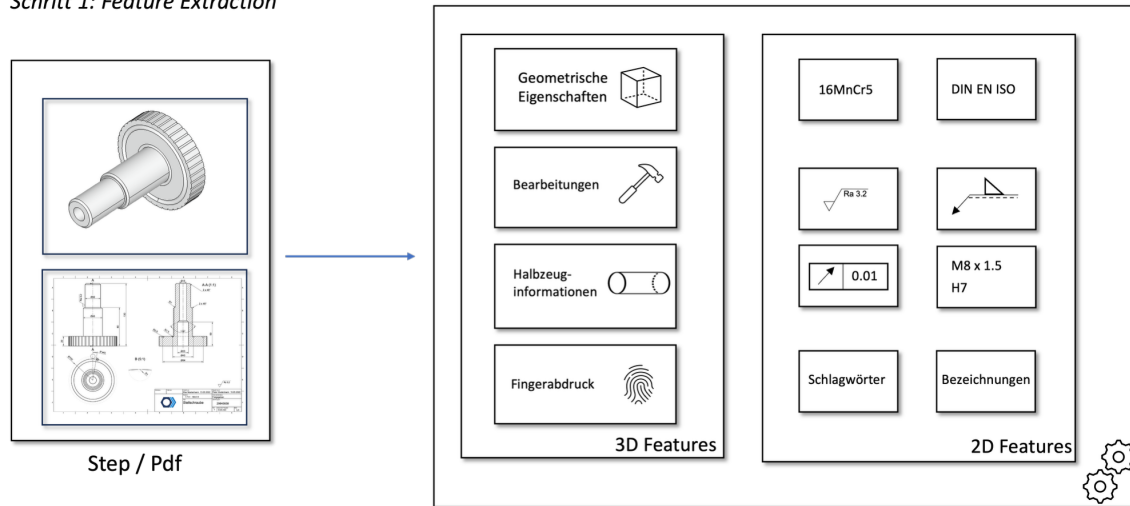 Schritt 1: Feature Extraction
Step / Pdf
Geometrische
Eigenschaften
Bearbeitungen
Halbzeug-
informationen
Fingerabdruck
3D Features
16MnCr5
DIN EN ISO
Ra 3.2
0.01
M8 x 1.5
H7
Schlagwörter
Bezeichnungen
2D Features